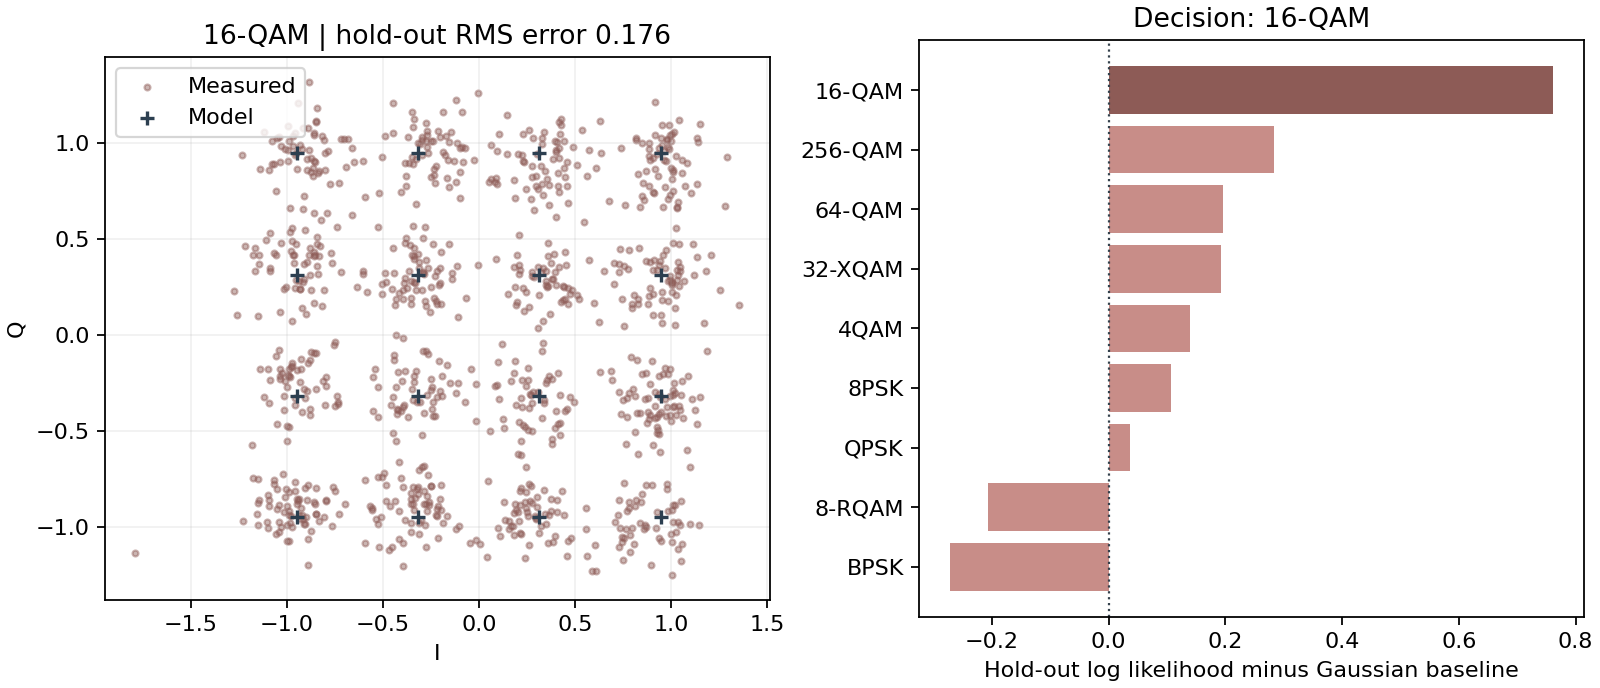 16-QAM | hold-out RMS error 0.176
Measured
Model
1.0
0.5
0.0
−0.5
−1.0
Q
−1.5
−1.0
−0.5
0.0
0.5
1.0
1.5
I
Decision: 16-QAM
16-QAM
256-QAM
64-QAM
32-XQAM
4QAM
8PSK
QPSK
8-RQAM
BPSK
−0.2
0.0
0.2
0.4
0.6
0.8
Hold-out log likelihood minus Gaussian baseline